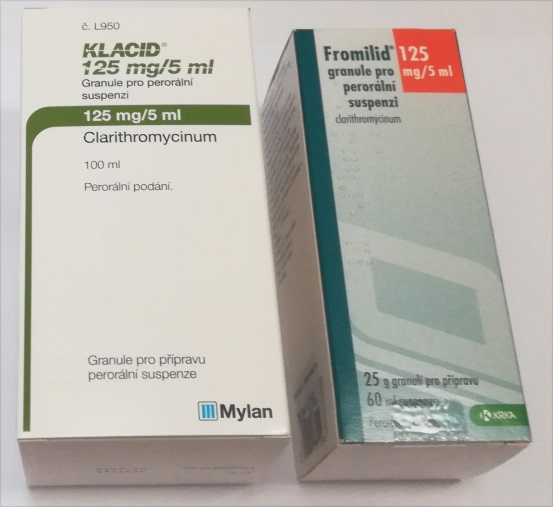 č. L950
KLACID®
125 mg/5 ml
Granule pro perorální
suspenzi
125 mg/5 ml
Clarithromycinum
100 ml
Perorální podání.
Granule pro přípravu
perorální suspenze
Mylan
Fromilid® 125
granule pro mg/5 ml
perorální
suspenzi
clarithromycinum
25 g granulí pro přípravu
60 ml suspenze
KRKA